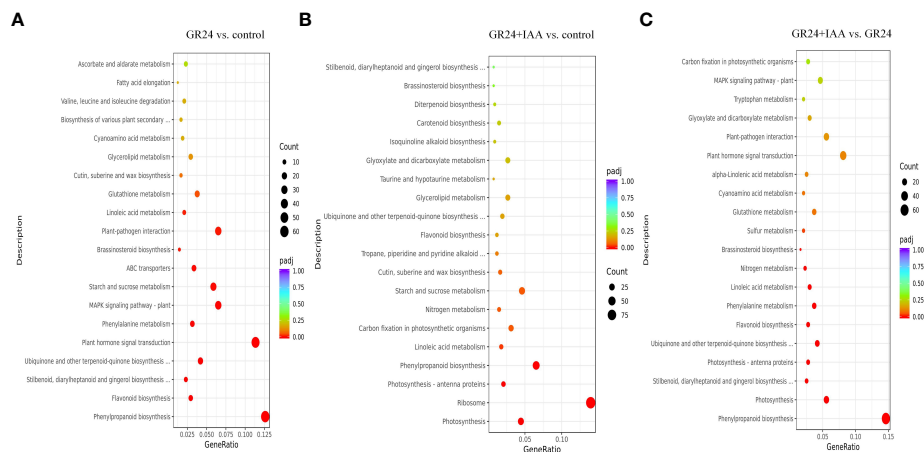 A
GR24 vs. control
Description
Ascorbate and aldarate metabolism
Fatty acid elongation
Valine, leucine and isoleucine degradation
Biosynthesis of various plant secondary ...
Cyanoamino acid metabolism
Glycerolipid metabolism
Cutin, suberine and wax biosynthesis
Glutathione metabolism
Linoleic acid metabolism
Plant-pathogen interaction
Brassinosteroid biosynthesis
ABC transporters
Starch and sucrose metabolism
MAPK signaling pathway - plant
Phenylalanine metabolism
Plant hormone signal transduction
Ubiquinone and other terpenoid-quinone biosynthesis ...
Stilbenoid, diarylheptanoid and gingerol biosynthesis ...
Flavonoid biosynthesis
Phenylpropanoid biosynthesis
0.025 0.050 0.075 0.100 0.125
GeneRatio
Count
10
20
30
40
50
60
padj
1.00
0.75
0.50
0.25
0.00
B
GR24+IAA vs. control
Description
Stilbenoid, diarylheptanoid and gingerol biosynthesis ...
Brassinosteroid biosynthesis
Diterpenoid biosynthesis
Carotenoid biosynthesis
Isoquinoline alkaloid biosynthesis
Glyoxylate and dicarboxylate metabolism
Taurine and hypotaurine metabolism
Glycerolipid metabolism
Ubiquinone and other terpenoid-quinone biosynthesis ...
Flavonoid biosynthesis
Tropane, piperidine and pyridine alkaloid ...
Cutin, suberine and wax biosynthesis
Starch and sucrose metabolism
Nitrogen metabolism
Carbon fixation in photosynthetic organisms
Linoleic acid metabolism
Phenylpropanoid biosynthesis
Photosynthesis - antenna proteins
Ribosome
Photosynthesis
0.05 0.10
GeneRatio
padj
1.00
0.75
0.50
0.25
0.00
Count
25
50
75
C
GR24+IAA vs. GR24
Description
Carbon fixation in photosynthetic organisms
MAPK signaling pathway - plant
Tryptophan metabolism
Glyoxylate and dicarboxylate metabolism
Plant-pathogen interaction
Plant hormone signal transduction
alpha-Linolenic acid metabolism
Cyanoamino acid metabolism
Glutathione metabolism
Sulfur metabolism
Brassinosteroid biosynthesis
Nitrogen metabolism
Linoleic acid metabolism
Phenylalanine metabolism
Flavonoid biosynthesis
Ubiquinone and other terpenoid-quinone biosynthesis ...
Photosynthesis - antenna proteins
Stilbenoid, diarylheptanoid and gingerol biosynthesis ...
Photosynthesis
Phenylpropanoid biosynthesis
0.05 0.10 0.15
GeneRatio
Count
20
40
60
padj
1.00
0.75
0.50
0.25
0.00